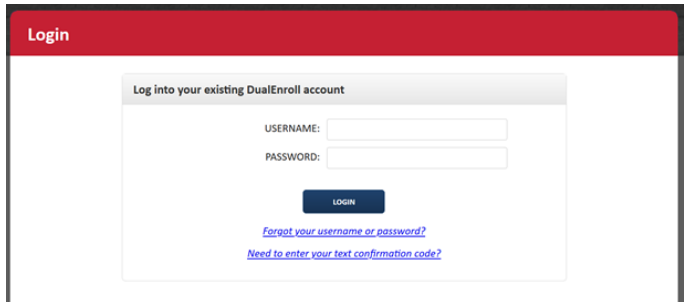 Login
Log into your existing DualEnroll account
USERNAME:
PASSWORD:
LOGIN
Forgot your username or password?
Need to enter your text confirmation code?